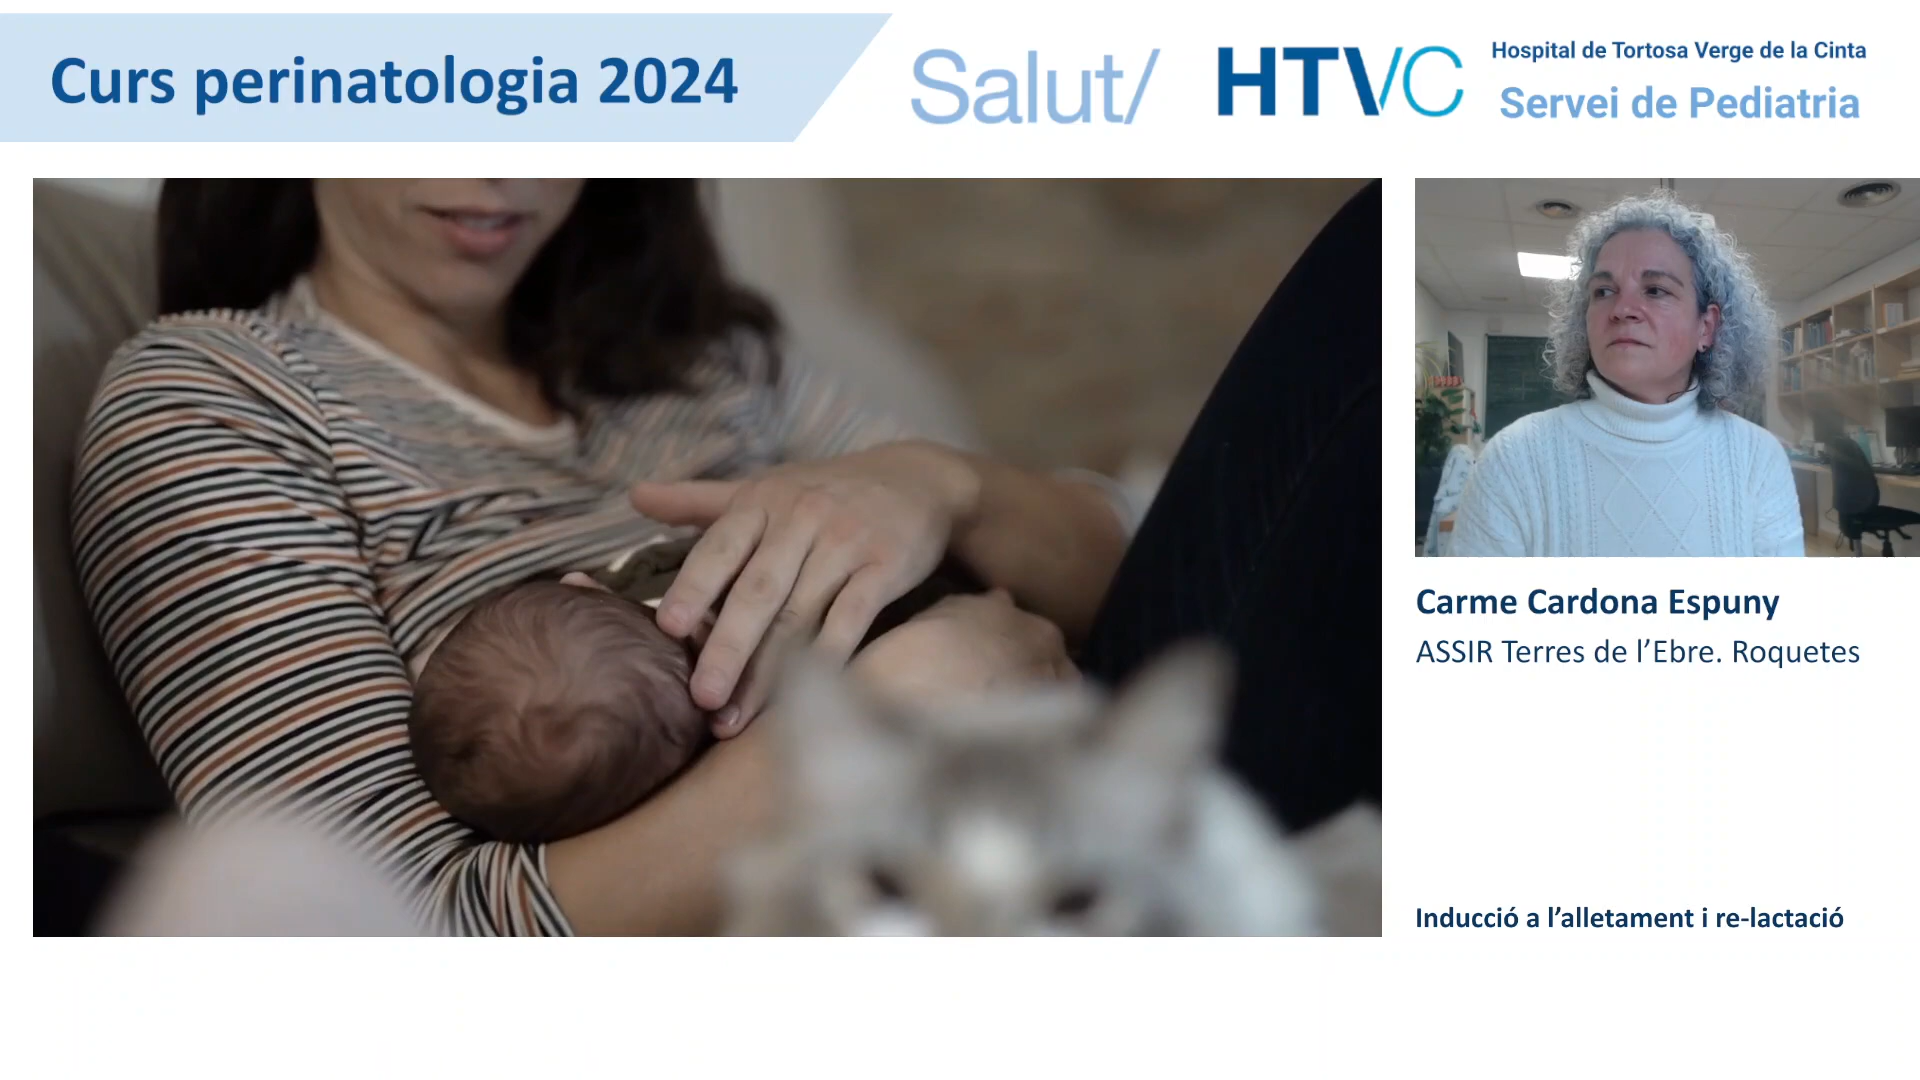 Curs perinatologia 2024
Salut/
HTVC
Hospital de Tortosa Verge de la Cinta
Servei de Pediatria
Carme Cardona Espuny
ASSIR Terres de l’Ebre. Roquetes
Inducció a l’alletament i re-lactació